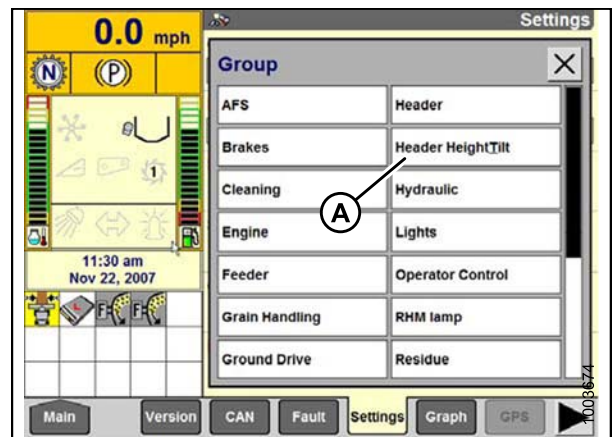 0.0 mph
Settings
N
(P)
1
11:30 am
Nov 22, 2007
L
F
F
Group
AFS
Header
Brakes
Header HeightTilt
Cleaning
Hydraulic
A
Engine
Lights
Feeder
Operator Control
Grain Handling
RHM lamp
Ground Drive
Residue
1003674
Main
Version
CAN
Fault
Settings
Graph
GPS